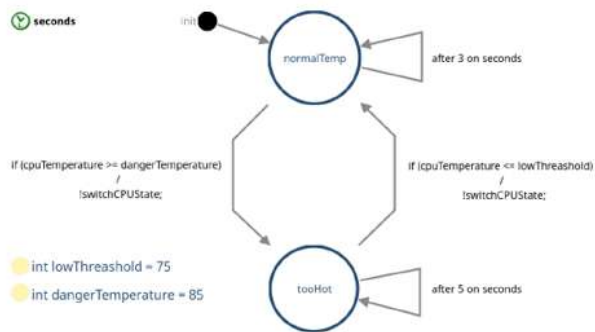 seconds
init
normalTemp
after 3 on seconds
if (cpuTemperature >= dangerTemperature)
/
!switchCPUState;
if (cpuTemperature <= lowThreashold)
/
!switchCPUState;
int lowThreashold = 75
int dangerTemperature = 85
tooHot
after 5 on seconds